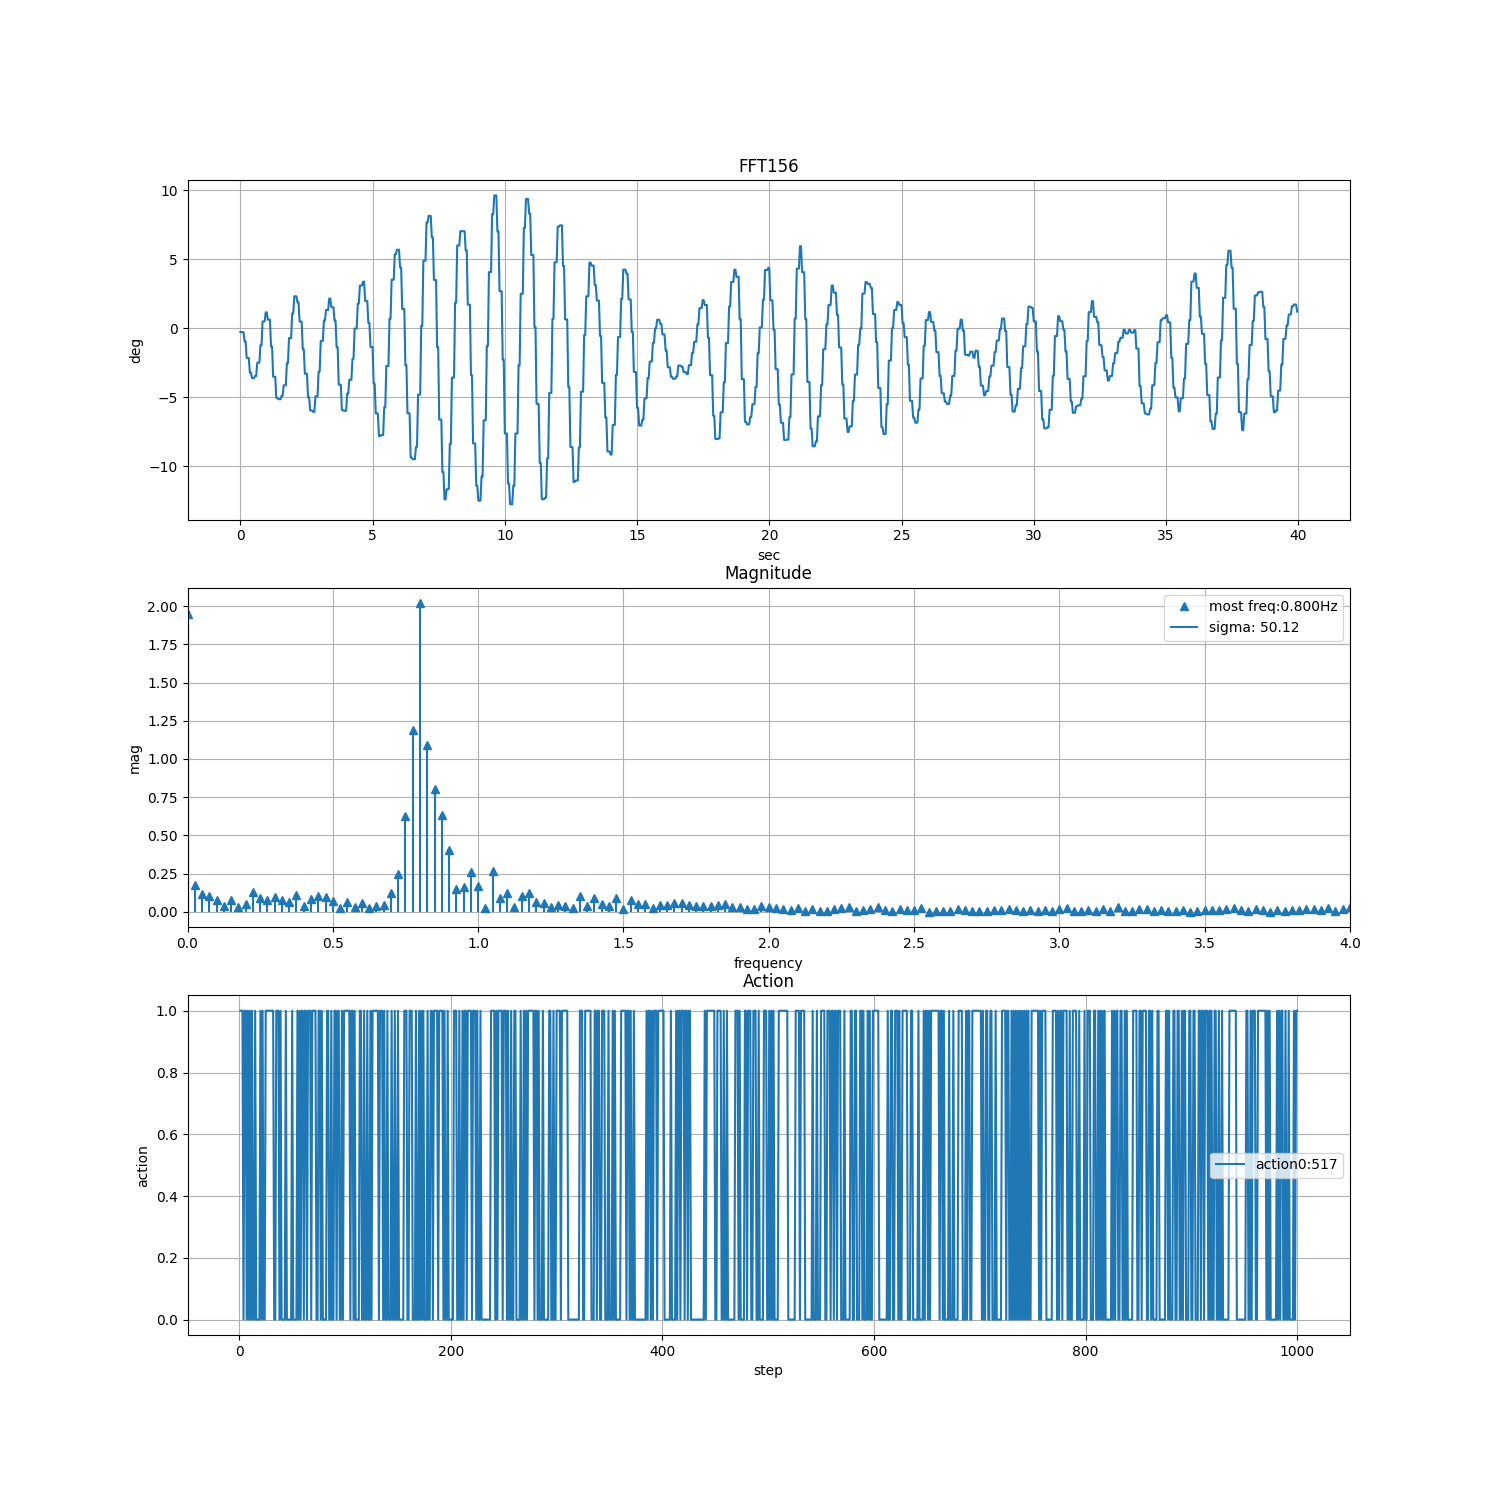 FFT156
10
5
0
−5
−10
deg
0 5 10 15 20 25 30 35 40
sec
Magnitude
2.00
1.75
1.50
1.25
1.00
0.75
0.50
0.25
0.00
mag
most freq:0.800Hz
sigma: 50.12
0.0 0.5 1.0 1.5 2.0 2.5 3.0 3.5 4.0
frequency
Action
1.0
0.8
0.6
0.4
0.2
0.0
action
action0:517
0 200 400 600 800 1000
step